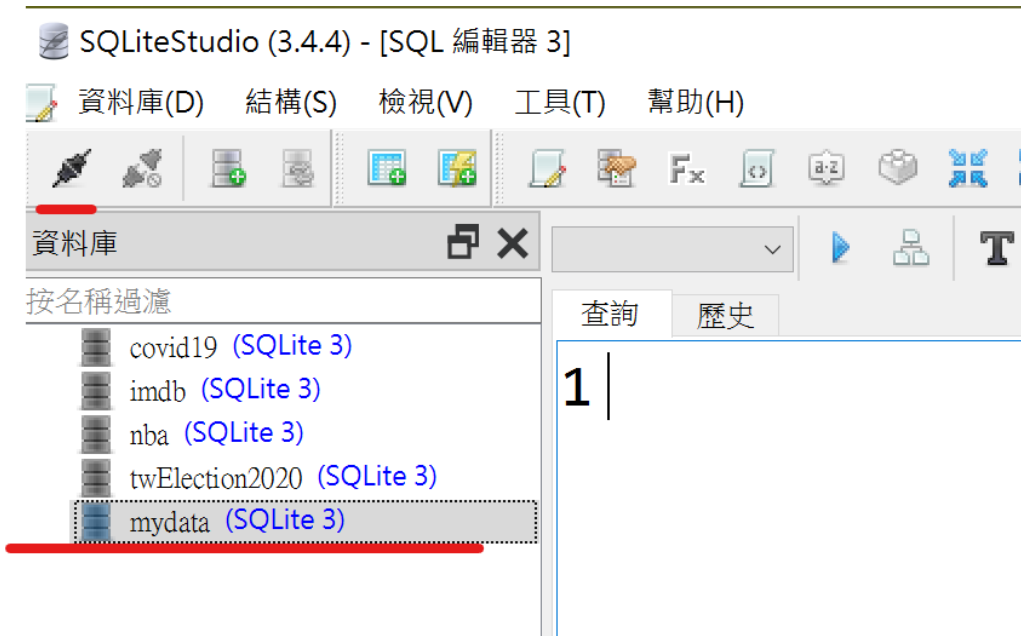 SQLiteStudio (3.4.4) - [SQL 編輯器 3]
資料庫(D) 結構(S) 檢視(V) 工具(T) 幫助(H)
Fx a·z
資料庫
T
按名稱過濾
查詢 歷史
covid19 (SQLite 3)
imdb (SQLite 3)
nba (SQLite 3)
twElection2020 (SQLite 3)
mydata (SQLite 3)
1